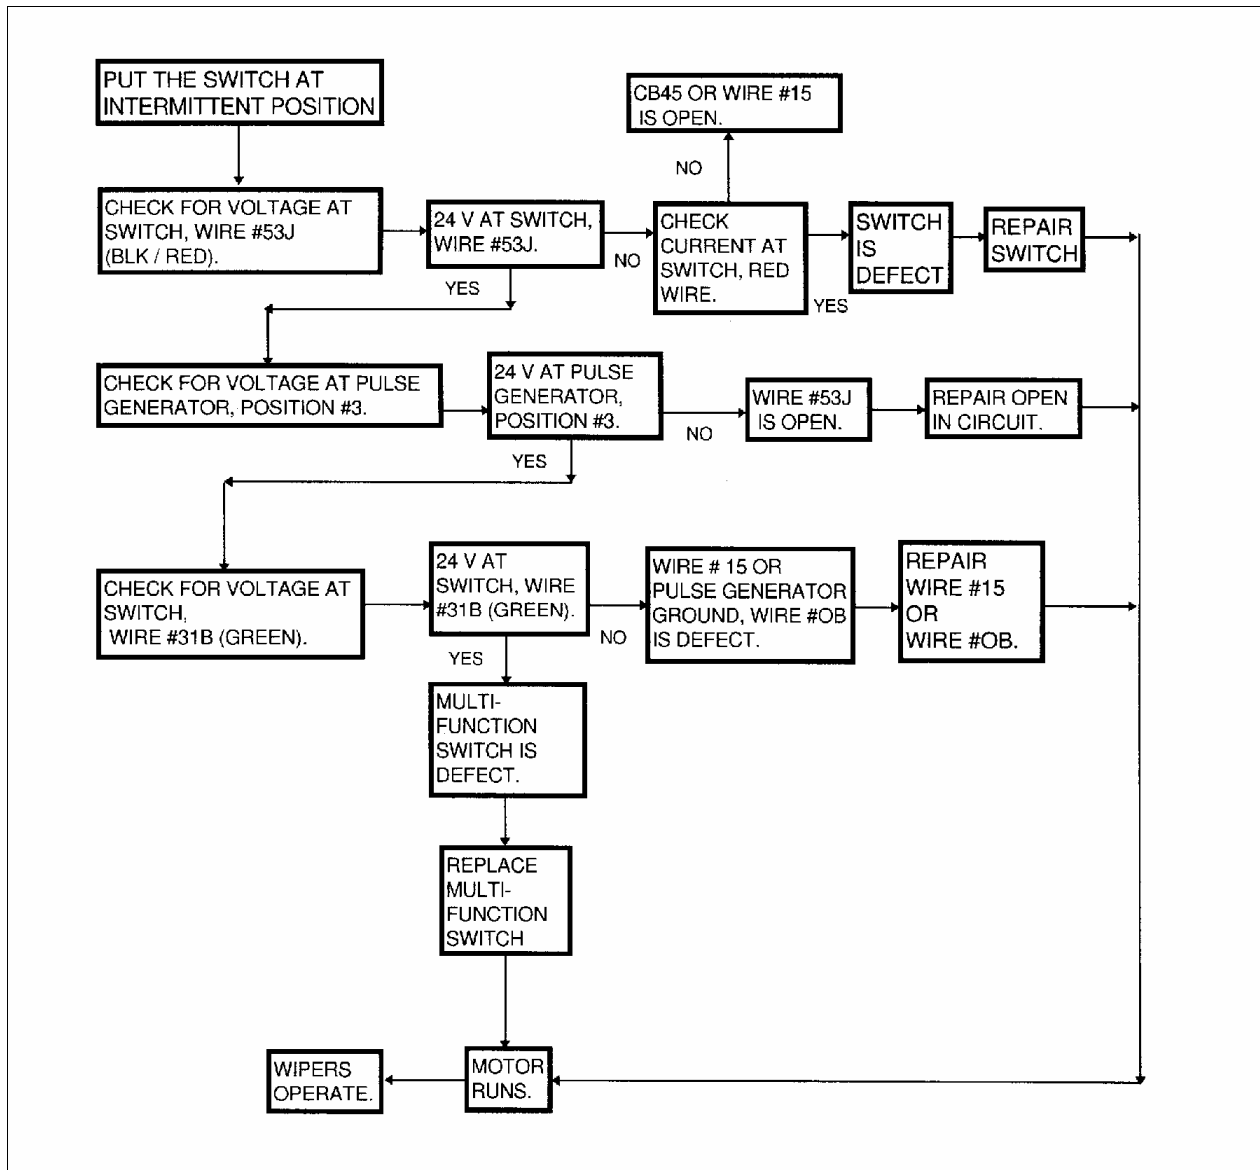 PUT THE SWITCH AT
INTERMITTENT POSITION
CB45 OR WIRE #15
IS OPEN.
NO
CHECK FOR VOLTAGE AT
SWITCH, WIRE #53J
(BLK / RED).
24 V AT SWITCH,
WIRE #53J.
NO
YES
CHECK
CURRENT AT
SWITCH, RED
WIRE.
YES
SWITCH
IS
DEFECT
REPAIR
SWITCH
CHECK FOR VOLTAGE AT PULSE
GENERATOR, POSITION #3.
24 V AT PULSE
GENERATOR,
POSITION #3.
NO
YES
WIRE #53J
IS OPEN.
REPAIR OPEN
IN CIRCUIT.
CHECK FOR VOLTAGE AT
SWITCH,
WIRE #31B (GREEN).
24 V AT
SWITCH, WIRE
#31B (GREEN).
NO
YES
WIRE # 15 OR
PULSE GENERATOR
GROUND, WIRE #OB
IS DEFECT.
REPAIR
WIRE #15
OR
WIRE #OB.
MULTI-
FUNCTION
SWITCH IS
DEFECT.
REPLACE
MULTI-
FUNCTION
SWITCH
WIPERS
OPERATE.
MOTOR
RUNS.